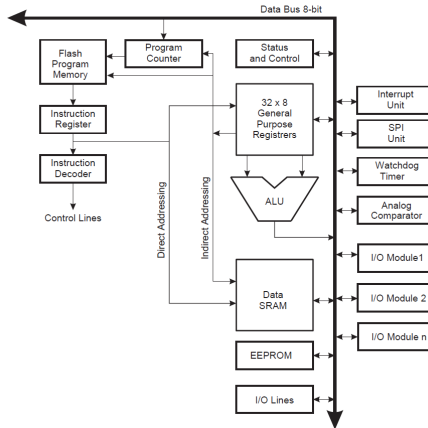 Data Bus 8-bit
Flash
Program
Memory
Program
Counter
Status
and Control
Instruction
Register
32 x 8
General
Purpose
Registrers
Interrupt
Unit
SPI
Unit
Instruction
Decoder
Watchdog
Timer
Control Lines
Direct Addressing
Indirect Addressing
ALU
Analog
Comparator
I/O Module1
Data
SRAM
I/O Module 2
I/O Module n
EEPROM
I/O Lines